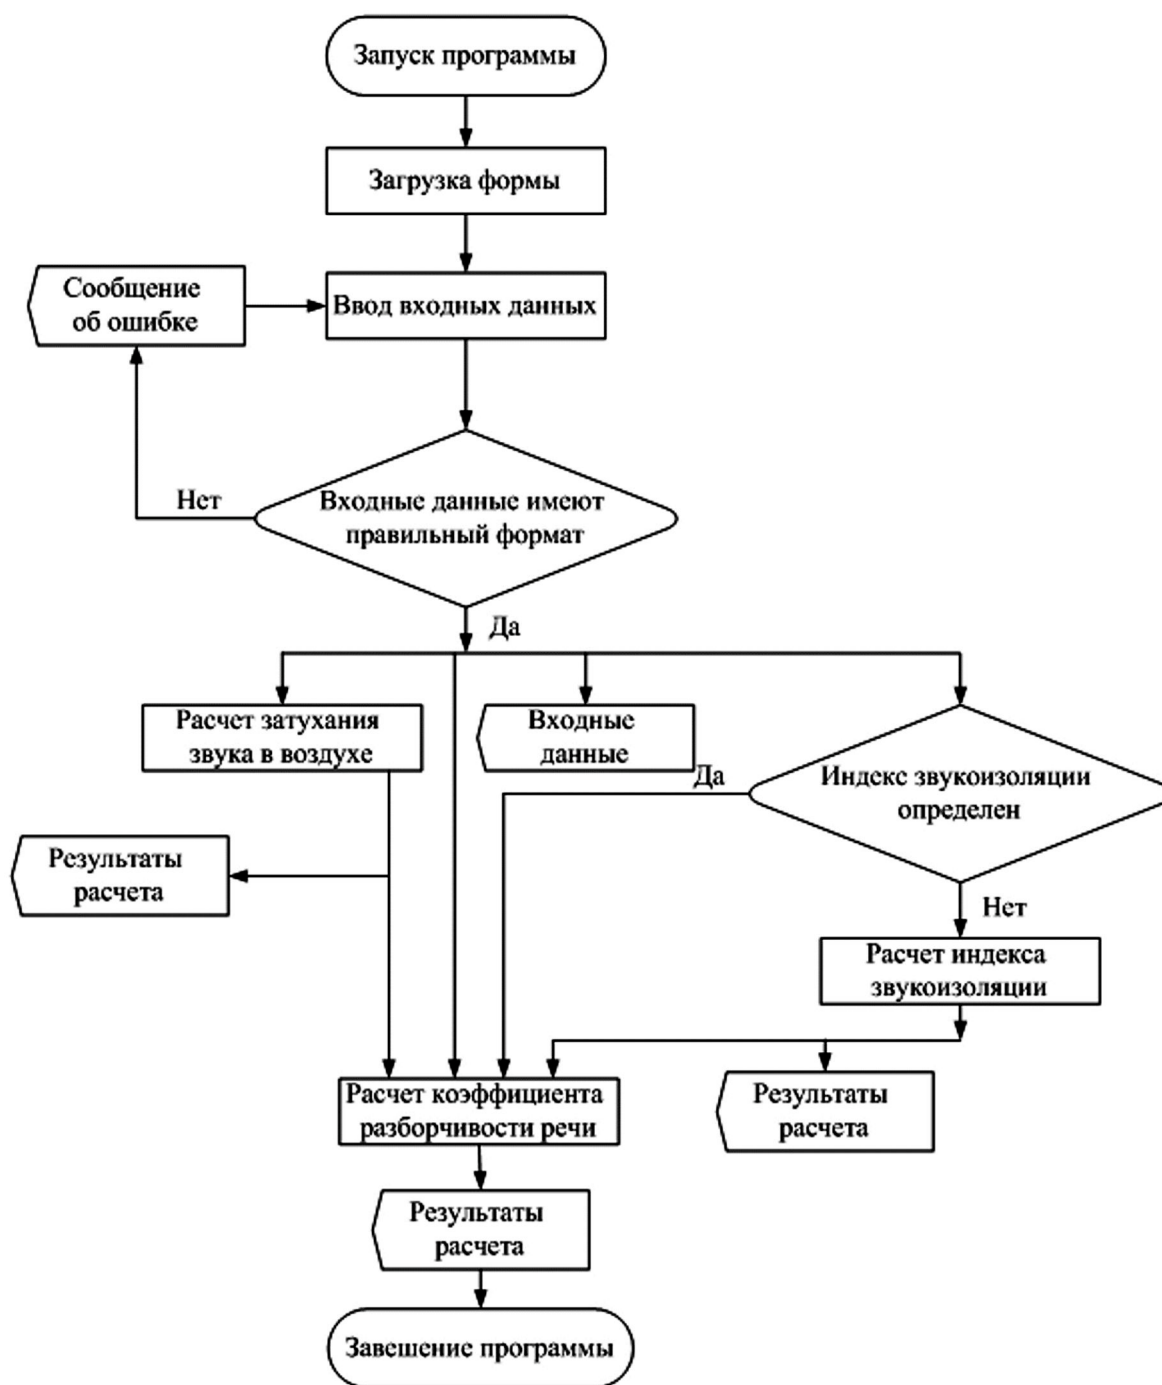 Запуск программы
Загрузка формы
Сообщение
об ошибке
Ввод входных данных
Нет
Входные данные имеют
правильный формат
Да
Расчет затухания
звука в воздухе
Входные
данные
Да
Индекс звукоизоляции
определен
Результаты
расчета
Нет
Расчет индекса
звукоизоляции
Расчет коэффициента
разборчивости речи
Результаты
расчета
Результаты
расчета
Завешение программы